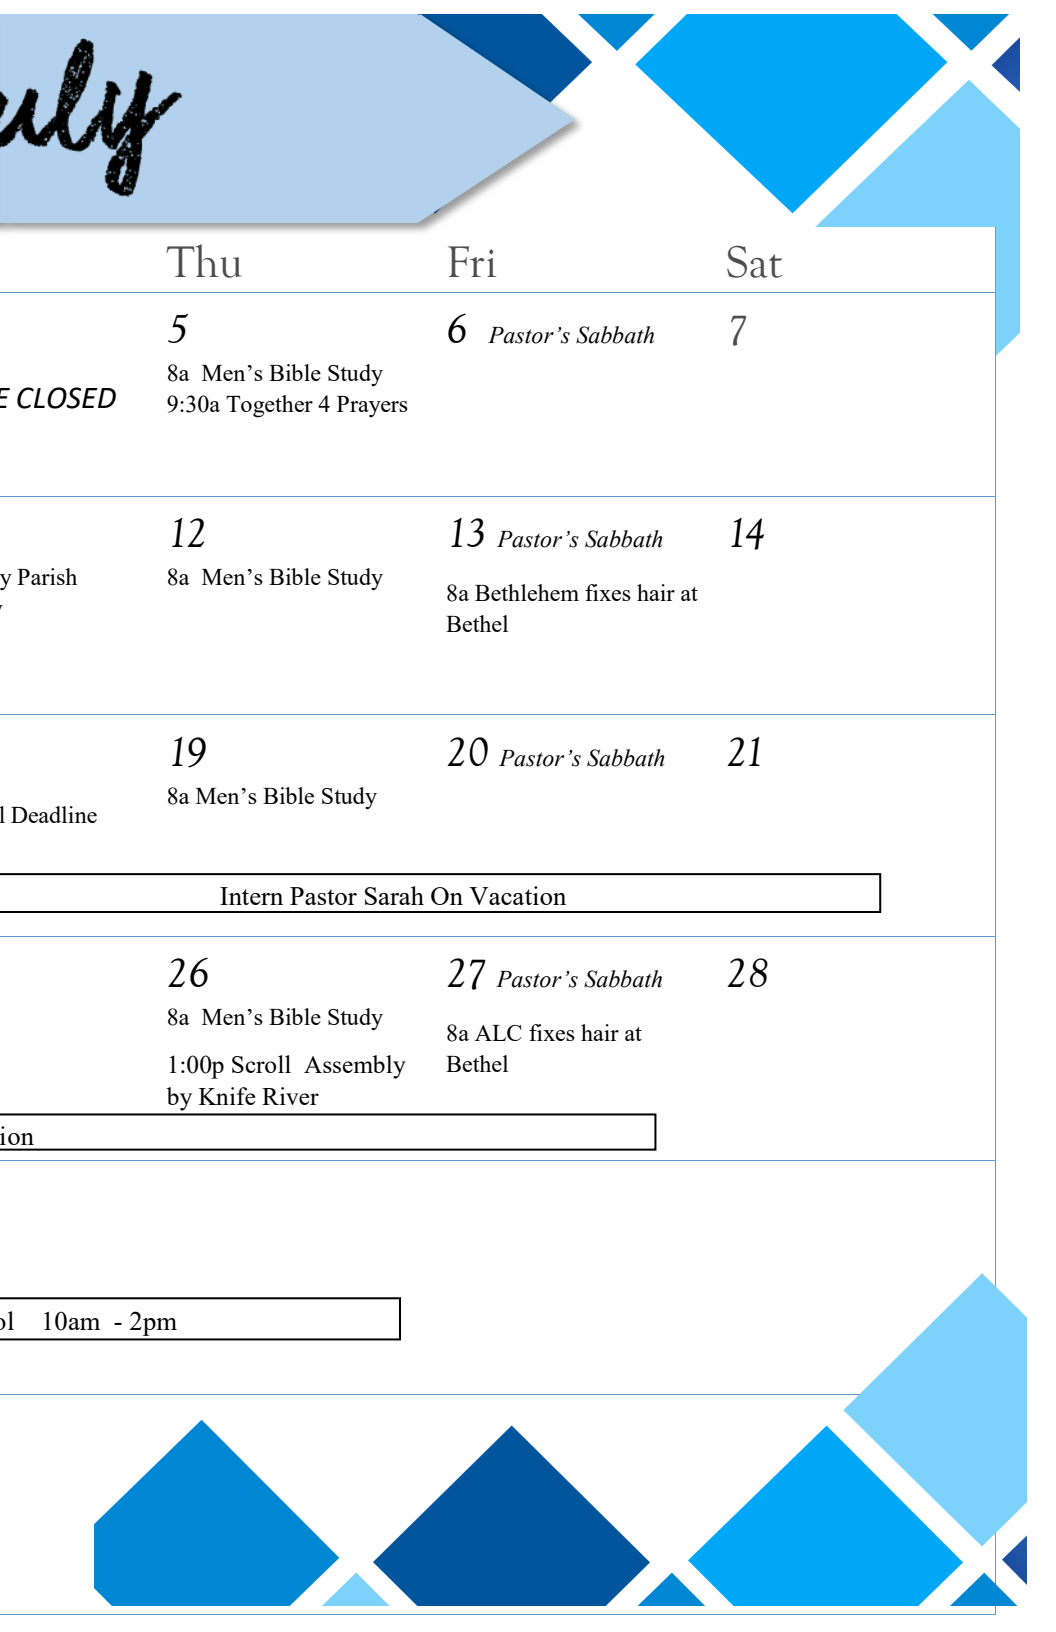 Thu Fri Sat
5 6 Pastor's Sabbath 7
8a Men's Bible Study
CLOSED
9:30a Together 4 Prayers
12 13 Pastor's Sabbath 14
Parish 8a Men's Bible Study
8a Bethlehem fixes hair at
Bethel
19 20 Pastor's Sabbath 21
8a Men's Bible Study
Deadline
Intern Pastor Sarah On Vacation
26 27 Pastor's Sabbath 28
8a Men's Bible Study
8a ALC fixes hair at
Bethel
1:00p Scroll Assembly
by Knife River
10am - 2pm